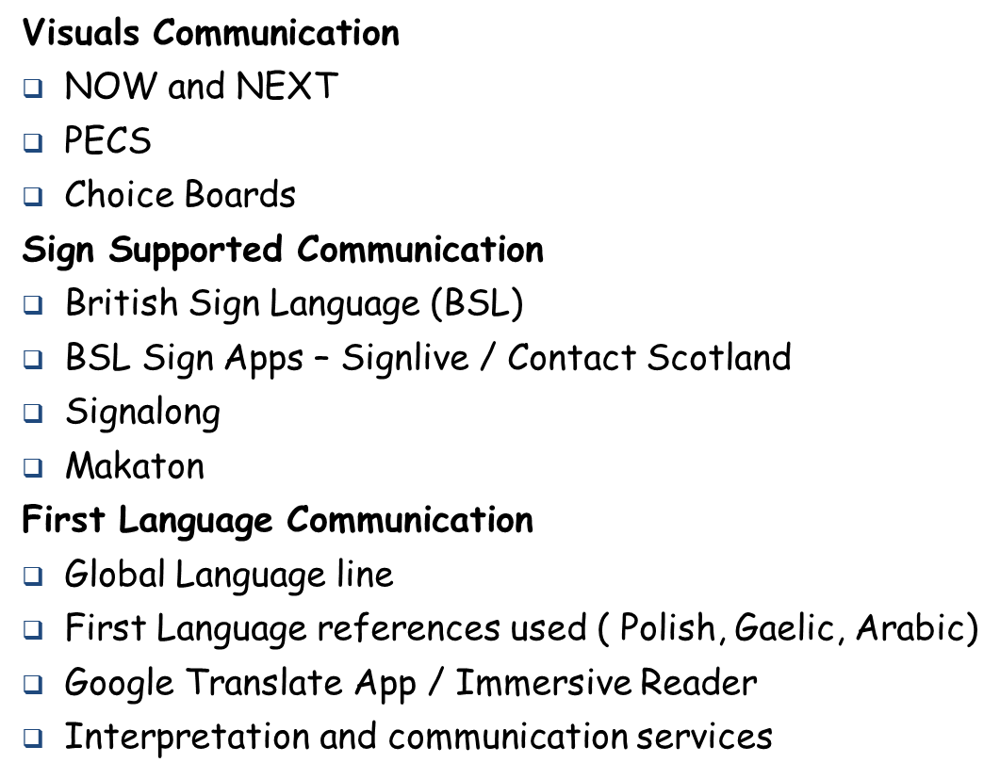 Visuals Communication
❑ NOW and NEXT
❑ PECS
❑ Choice Boards
Sign Supported Communication
❑ British Sign Language (BSL)
❑ BSL Sign Apps – Signlive / Contact Scotland
❑ Signalong
❑ Makaton
First Language Communication
❑ Global Language line
❑ First Language references used ( Polish, Gaelic, Arabic)
❑ Google Translate App / Immersive Reader
❑ Interpretation and communication services